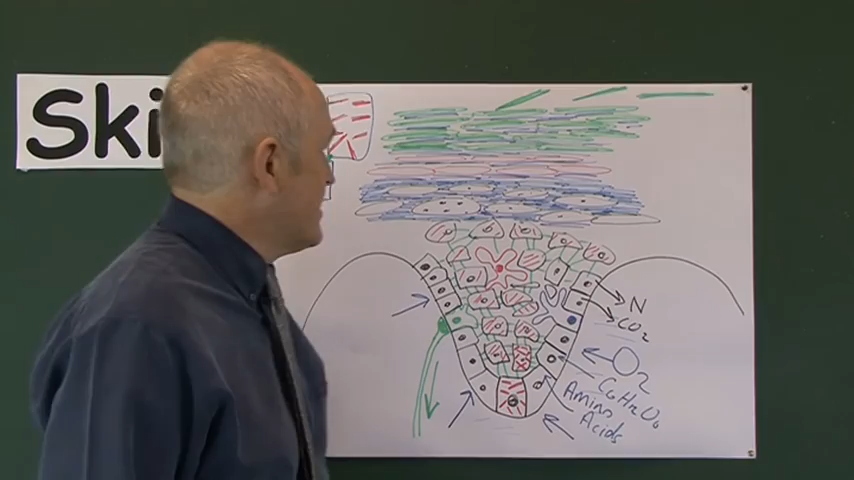 Ski
N
CO2
O2
C6H12O6
Amino
Acids